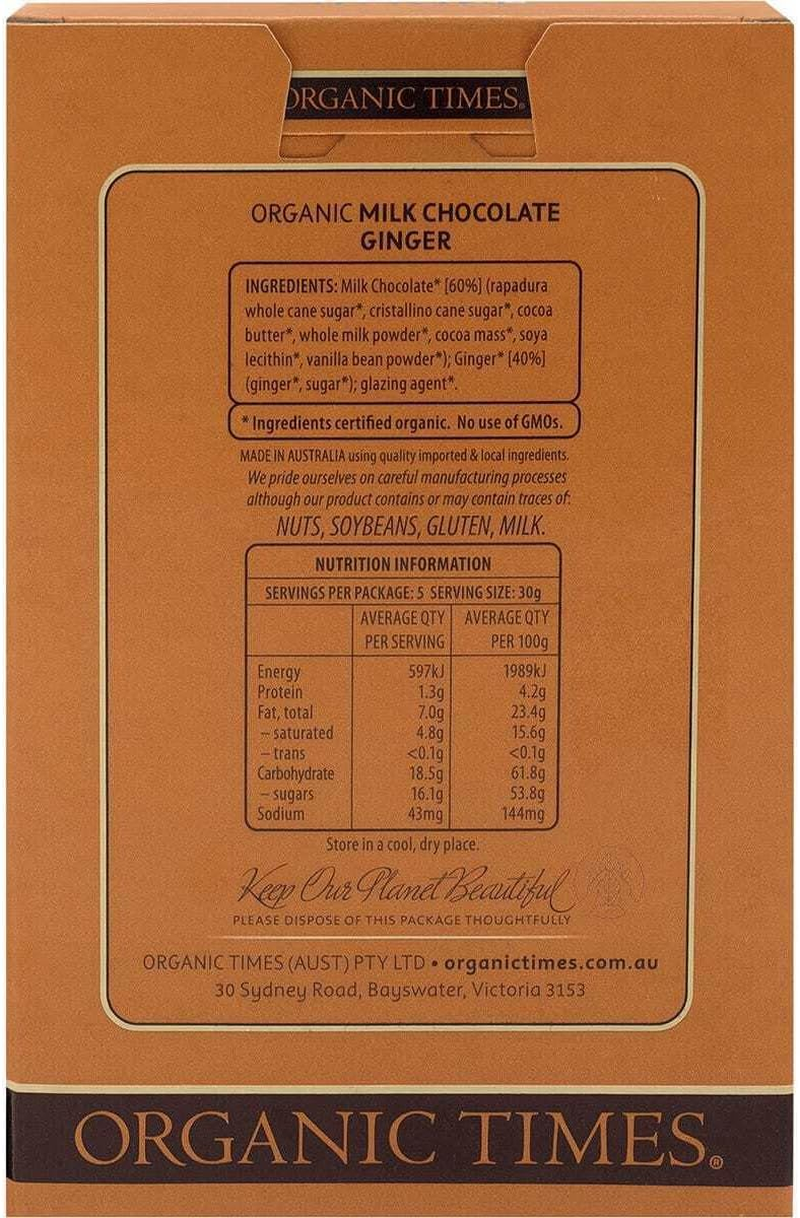 ORGANIC TIMES®
ORGANIC MILK CHOCOLATE
GINGER
INGREDIENTS: Milk Chocolate* [60%] (rapadura
whole cane sugar*, cristallino cane sugar*, cocoa
butter*, whole milk powder*, cocoa mass*, soya
lecithin*, vanilla bean powder*); Ginger* [40%]
(ginger*, sugar*); glazing agent*.
* Ingredients certified organic. No use of GMOs.
MADE IN AUSTRALIA using quality imported & local ingredients.
We pride ourselves on careful manufacturing processes
although our product contains or may contain traces of:
NUTS, SOYBEANS, GLUTEN, MILK.
NUTRITION INFORMATION
SERVINGS PER PACKAGE: 5 SERVING SIZE: 30g
AVERAGE QTY AVERAGE QTY
PER SERVING PER 100g
Energy 597kJ 1989kJ
Protein 1.3g 4.2g
Fat, total 7.0g 23.4g
– saturated 4.8g 15.6g
– trans <0.1g <0.1g
Carbohydrate 18.5g 61.8g
– sugars 16.1g 53.8g
Sodium 43mg 144mg
Store in a cool, dry place.
Keep Our Planet Beautiful
PLEASE DISPOSE OF THIS PACKAGE THOUGHTFULLY
ORGANIC TIMES (AUST) PTY LTD • organictimes.com.au
30 Sydney Road, Bayswater, Victoria 3153
ORGANIC TIMES®